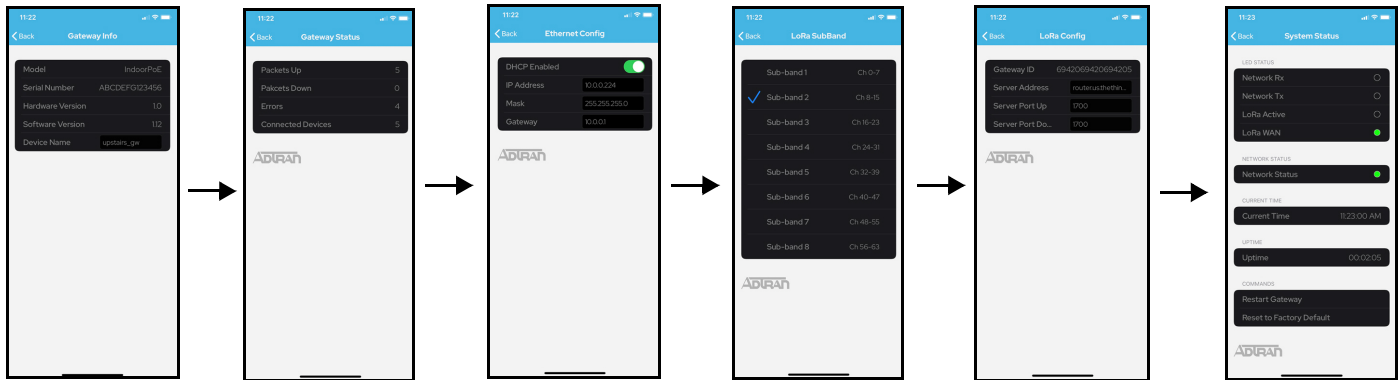 11:22
Back Gateway Info
Model IndoorPoE
Serial Number ABCDEFG123456
Hardware Version 1.0
Software Version 1.12
Device Name upstairs_gw
11:22
Back Gateway Status
Packets Up 5
Pakcets Down 0
Errors 4
Connected Devices 5
ADTRAN
11:22
Back Ethernet Config
DHCP Enabled
IP Address 10.0.0.224
Mask 255.255.255.0
Gateway 10.0.0.1
ADTRAN
11:22
Back LoRa SubBand
Sub-band 1 Ch 0-7
Sub-band 2 Ch 8-15
Sub-band 3 Ch 16-23
Sub-band 4 Ch 24-31
Sub-band 5 Ch 32-39
Sub-band 6 Ch 40-47
Sub-band 7 Ch 48-55
Sub-band 8 Ch 56-63
ADTRAN
11:22
Back LoRa Config
Gateway ID 6942069420694205
Server Address router.us.thethin...
Server Port Up 1700
Server Port Do... 1700
ADTRAN
11:23
Back System Status
LED STATUS
Network Rx
Network Tx
LoRa Active
LoRa WAN
NETWORK STATUS
Network Status
CURRENT TIME
Current Time 11:23:00 AM
UPTIME
Uptime 00:02:05
COMMANDS
Restart Gateway
Reset to Factory Default
ADTRAN